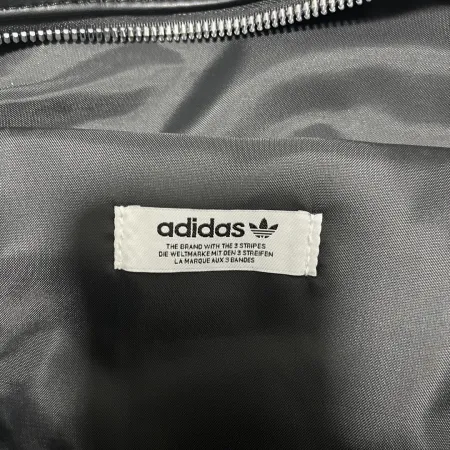 adidas
THE BRAND WITH THE 3 STRIPES
DIE WELTMARKE MIT DEN 3 STREIFEN
LA MARQUE AUX 3 BANDES